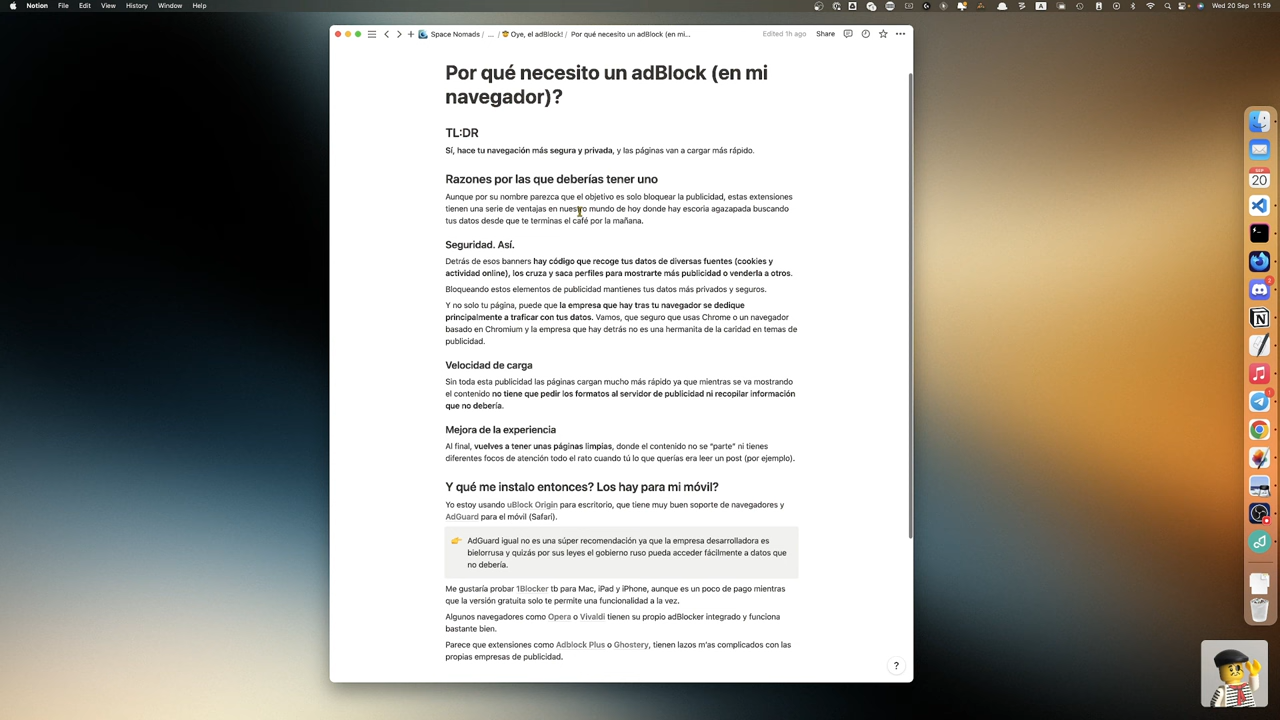 Notion File Edit View History Window Help Wed 20 Sep 11:59
Space Nomads / ... / 🤠 Oye, el adBlock! / Por qué necesito un adBlock (en mi... Edited 1h ago Share
Por qué necesito un adBlock (en mi
navegador)?
TL:DR
Sí, hace tu navegación más segura y privada, y las páginas van a cargar más rápido.
Razones por las que deberías tener uno
Aunque por su nombre parezca que el objetivo es solo bloquear la publicidad, estas extensiones
tienen una serie de ventajas en nuestro mundo de hoy donde hay escoria agazapada buscando
tus datos desde que te terminas el café por la mañana.
Seguridad. Así.
Detrás de esos banners hay código que recoge tus datos de diversas fuentes (cookies y
actividad online), los cruza y saca perfiles para mostrarte más publicidad o venderla a otros.
Bloqueando estos elementos de publicidad mantienes tus datos más privados y seguros.
Y no solo tu página, puede que la empresa que hay tras tu navegador se dedique
principalmente a traficar con tus datos. Vamos, que seguro que usas Chrome o un navegador
basado en Chromium y la empresa que hay detrás no es una hermanita de la caridad en temas de
publicidad.
Velocidad de carga
Sin toda esta publicidad las páginas cargan mucho más rápido ya que mientras se va mostrando
el contenido no tiene que pedir los formatos al servidor de publicidad ni recopilar información
que no debería.
Mejora de la experiencia
Al final, vuelves a tener unas páginas limpias, donde el contenido no se "parte" ni tienes
diferentes focos de atención todo el rato cuando tú lo que querías era leer un post (por ejemplo).
Y qué me instalo entonces? Los hay para mi móvil?
Yo estoy usando uBlock Origin para escritorio, que tiene muy buen soporte de navegadores y
AdGuard para el móvil (Safari).
👉 AdGuard igual no es una súper recomendación ya que la empresa desarrolladora es
bielorrusa y quizás por sus leyes el gobierno ruso pueda acceder fácilmente a datos que
no debería.
Me gustaría probar 1Blocker tb para Mac, iPad y iPhone, aunque es un poco de pago mientras
que la versión gratuita solo te permite una funcionalidad a la vez.
Algunos navegadores como Opera o Vivaldi tienen su propio adBlocker integrado y funciona
bastante bien.
Parece que extensiones como Adblock Plus o Ghostery, tienen lazos m'as complicados con las
propias empresas de publicidad.
?
SEP
20